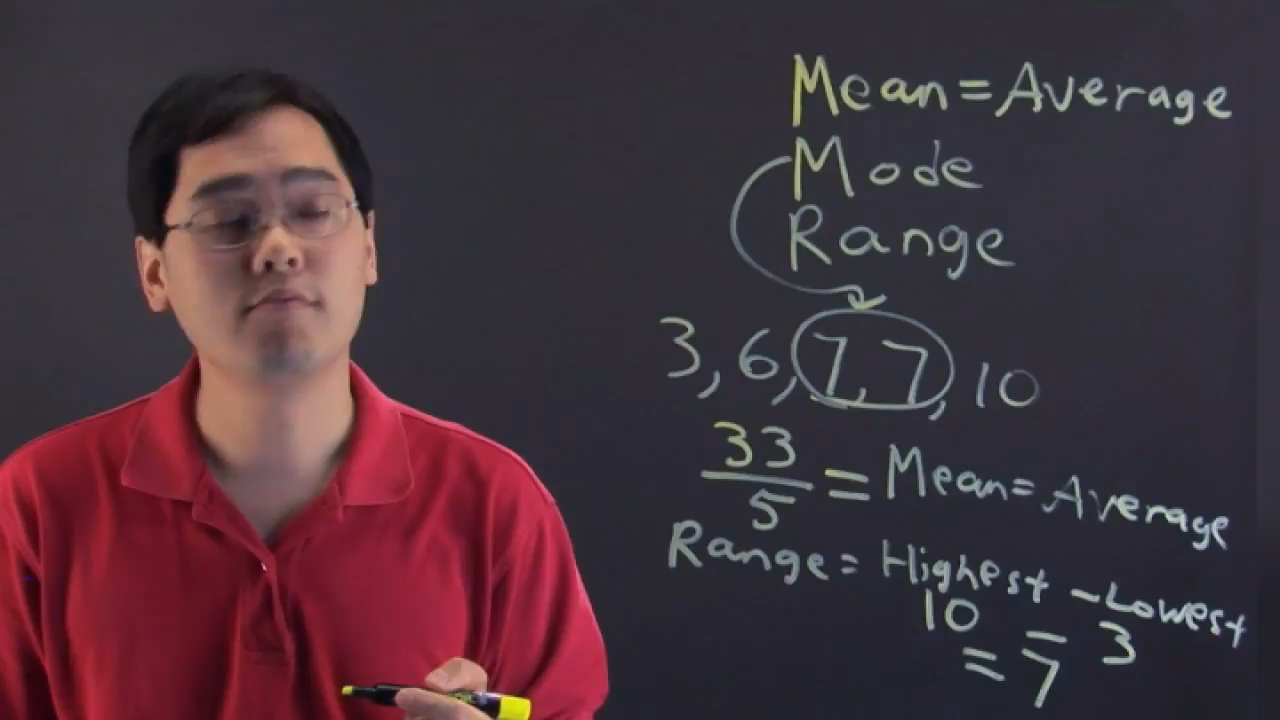 Mean = Average
Mode
Range
3, 6, 7, 7, 10
33
5
= Mean = Average
Range = Highest - Lowest
10 - 3
= 7